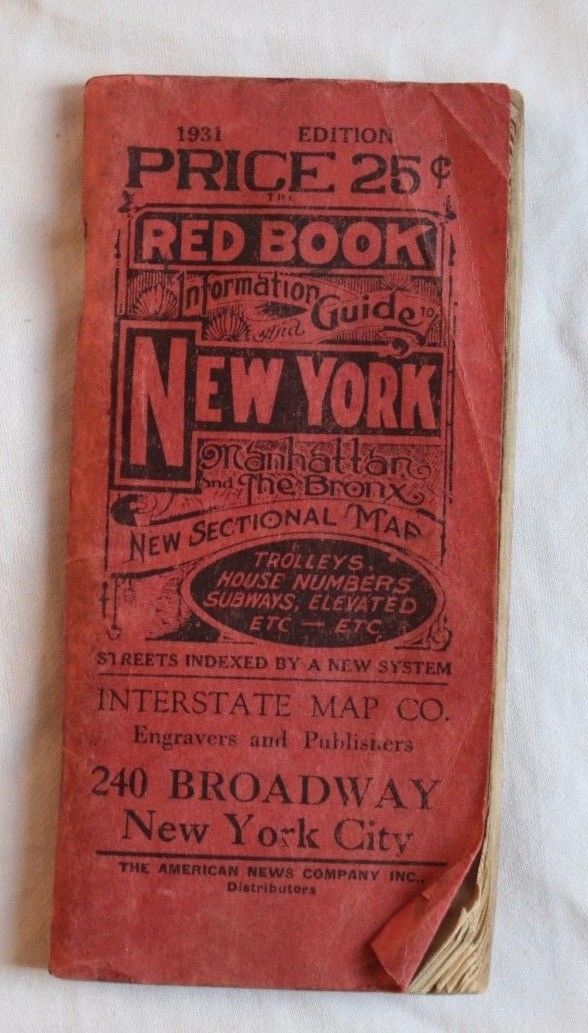 1931 EDITION
PRICE 25¢
THE
RED BOOK
Information
and Guide TO
NEW YORK
Manhattan
and The Bronx
NEW SECTIONAL MAP
TROLLEYS,
HOUSE NUMBERS
SUBWAYS, ELEVATED
ETC — ETC.
STREETS INDEXED BY A NEW SYSTEM
INTERSTATE MAP CO.
Engravers and Publishers
240 BROADWAY
New York City
THE AMERICAN NEWS COMPANY INC.,
Distributors